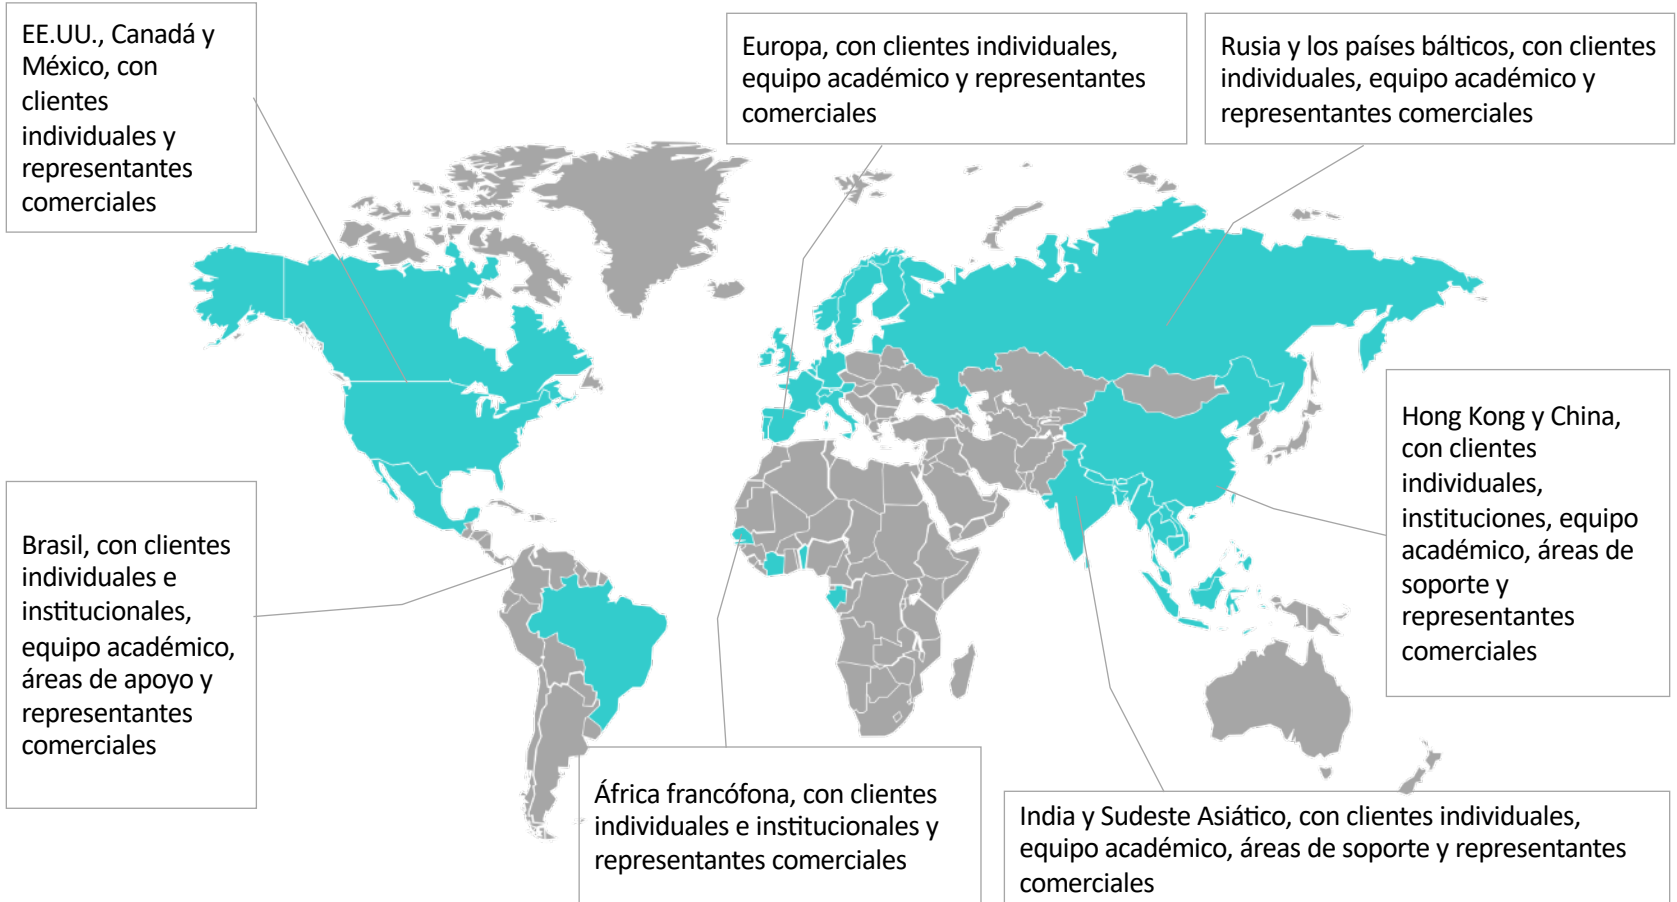 EE.UU., Canadá y
México, con
clientes
individuales y
representantes
comerciales
Europa, con clientes individuales,
equipo académico y representantes
comerciales
Rusia y los países bálticos, con clientes
individuales, equipo académico y
representantes comerciales
Hong Kong y China,
con clientes
individuales,
instituciones, equipo
académico, áreas de
soporte y
representantes
comerciales
Brasil, con clientes
individuales e
institucionales,
equipo académico,
áreas de apoyo y
representantes
comerciales
África francófona, con clientes
individuales e institucionales y
representantes comerciales
India y Sudeste Asiático, con clientes individuales,
equipo académico, áreas de soporte y representantes
comerciales